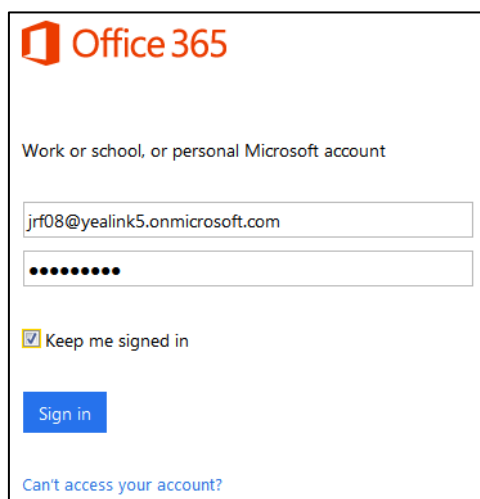 Office 365
Work or school, or personal Microsoft account
jrf08@yealink5.onmicrosoft.com
•••••••••
Keep me signed in
Sign in
Can't access your account?